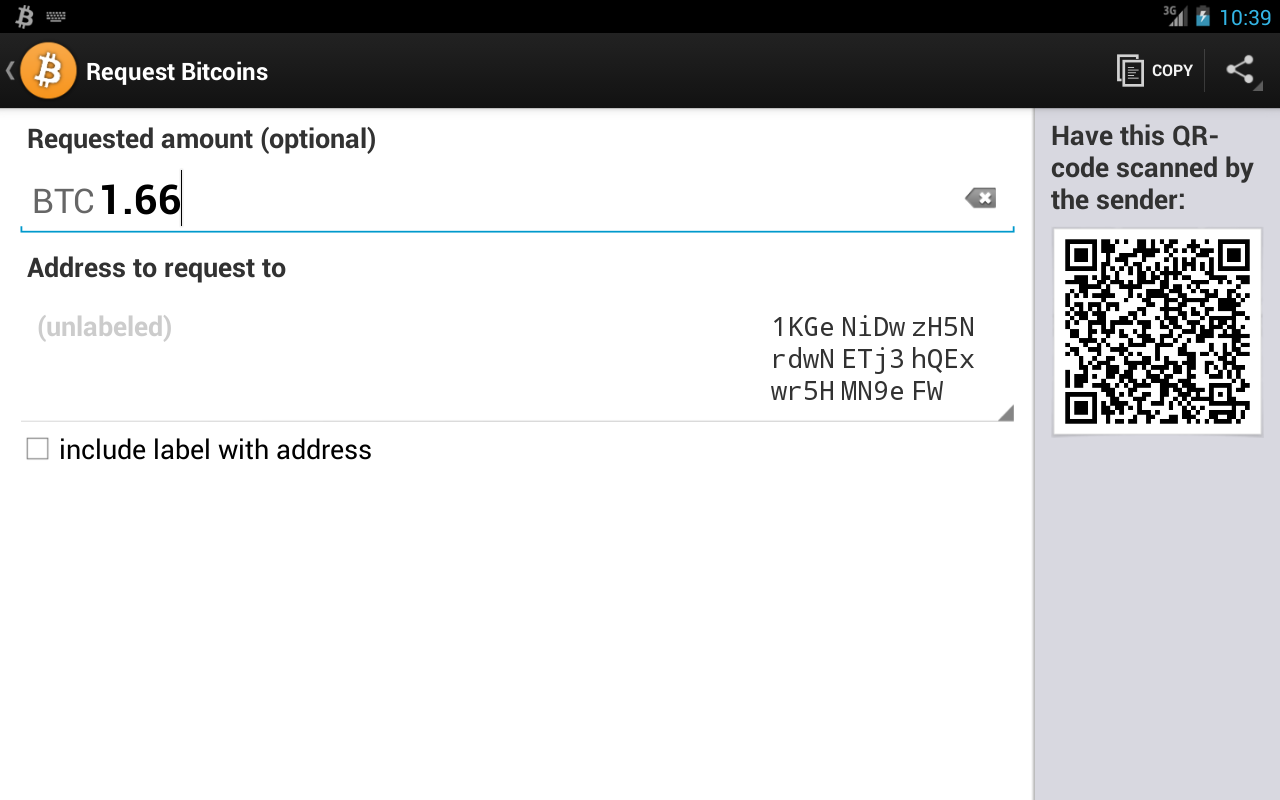 3G 10:39
Request Bitcoins COPY
Requested amount (optional)
BTC 1.66
Address to request to
(unlabeled)
1KGe NiDw zH5N
rdwN ETj3 hQEx
wr5H MN9e FW
include label with address
Have this QR-
code scanned by
the sender: